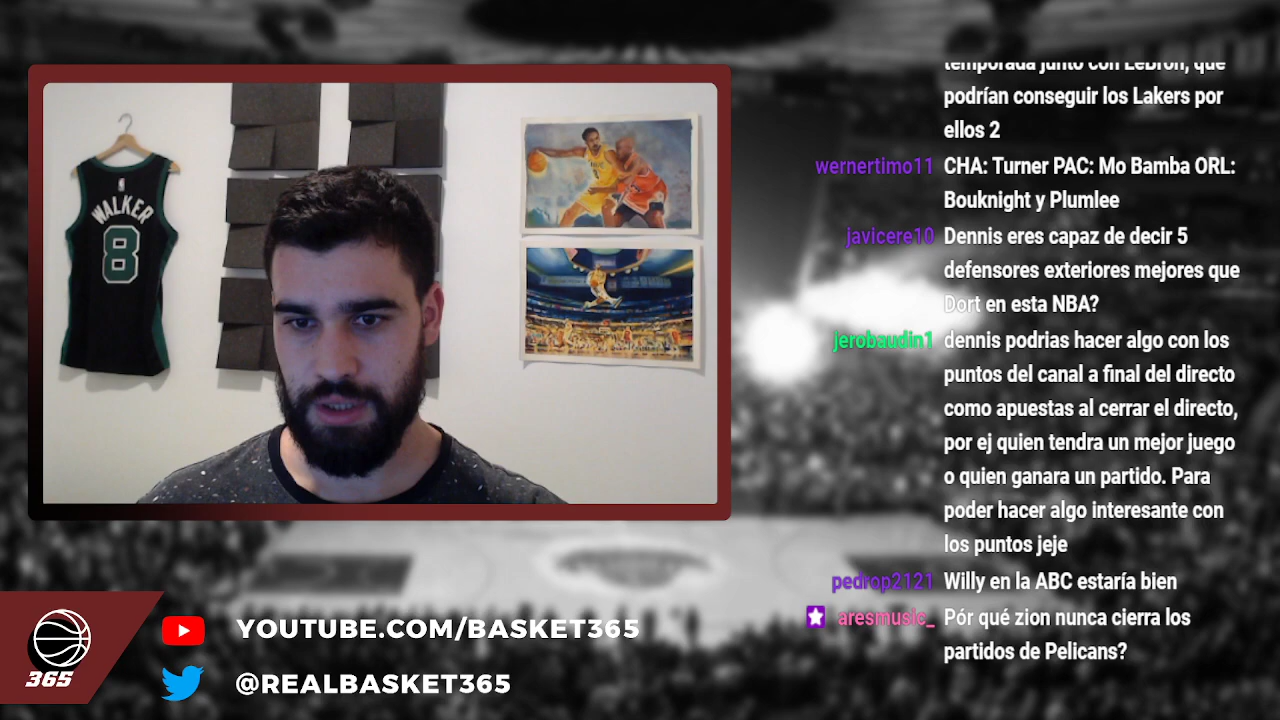 WALKER
8
temporada junto con LeBron, que
podrían conseguir los Lakers por
ellos 2
wernertimo11 CHA: Turner PAC: Mo Bamba ORL:
Bouknight y Plumlee
javicere10 Dennis eres capaz de decir 5
defensores exteriores mejores que
Dort en esta NBA?
jerobaudin1 dennis podrias hacer algo con los
puntos del canal a final del directo
como apuestas al cerrar el directo,
por ej quien tendra un mejor juego
o quien ganara un partido. Para
poder hacer algo interesante con
los puntos jeje
pedrop2121 Willy en la ABC estaría bien
aresmusic_ Pór qué zion nunca cierra los
partidos de Pelicans?
365
YOUTUBE.COM/BASKET365
@REALBASKET365